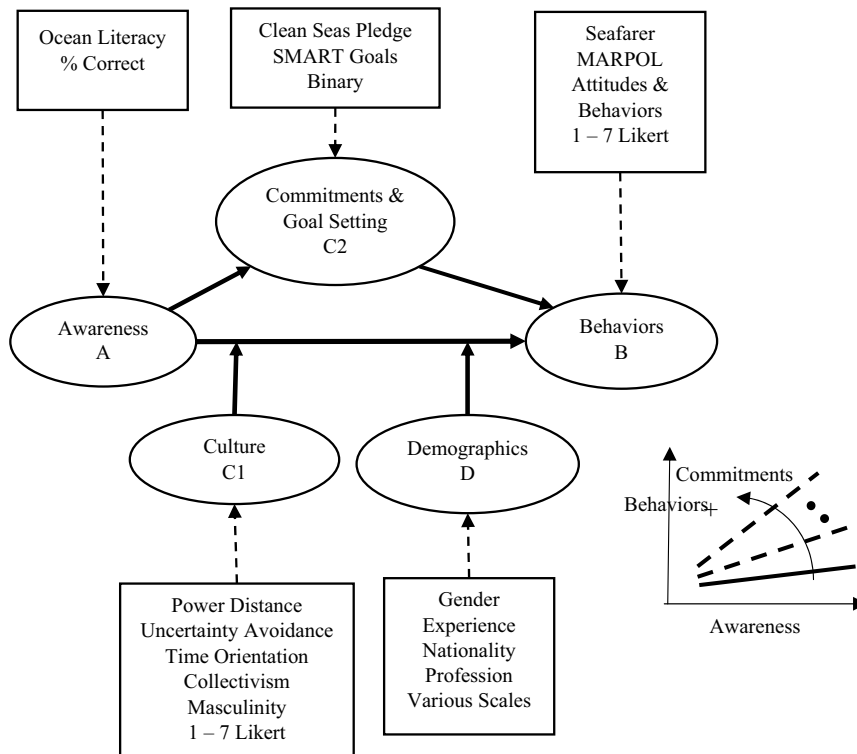 Ocean Literacy
% Correct
Clean Seas Pledge
SMART Goals
Binary
Seafarer
MARPOL
Attitudes &
Behaviors
1 – 7 Likert
Commitments &
Goal Setting
C2
Awareness
A
Behaviors
B
Culture
C1
Demographics
D
Power Distance
Uncertainty Avoidance
Time Orientation
Collectivism
Masculinity
1 – 7 Likert
Gender
Experience
Nationality
Profession
Various Scales
Commitments
Behaviors+
Awareness